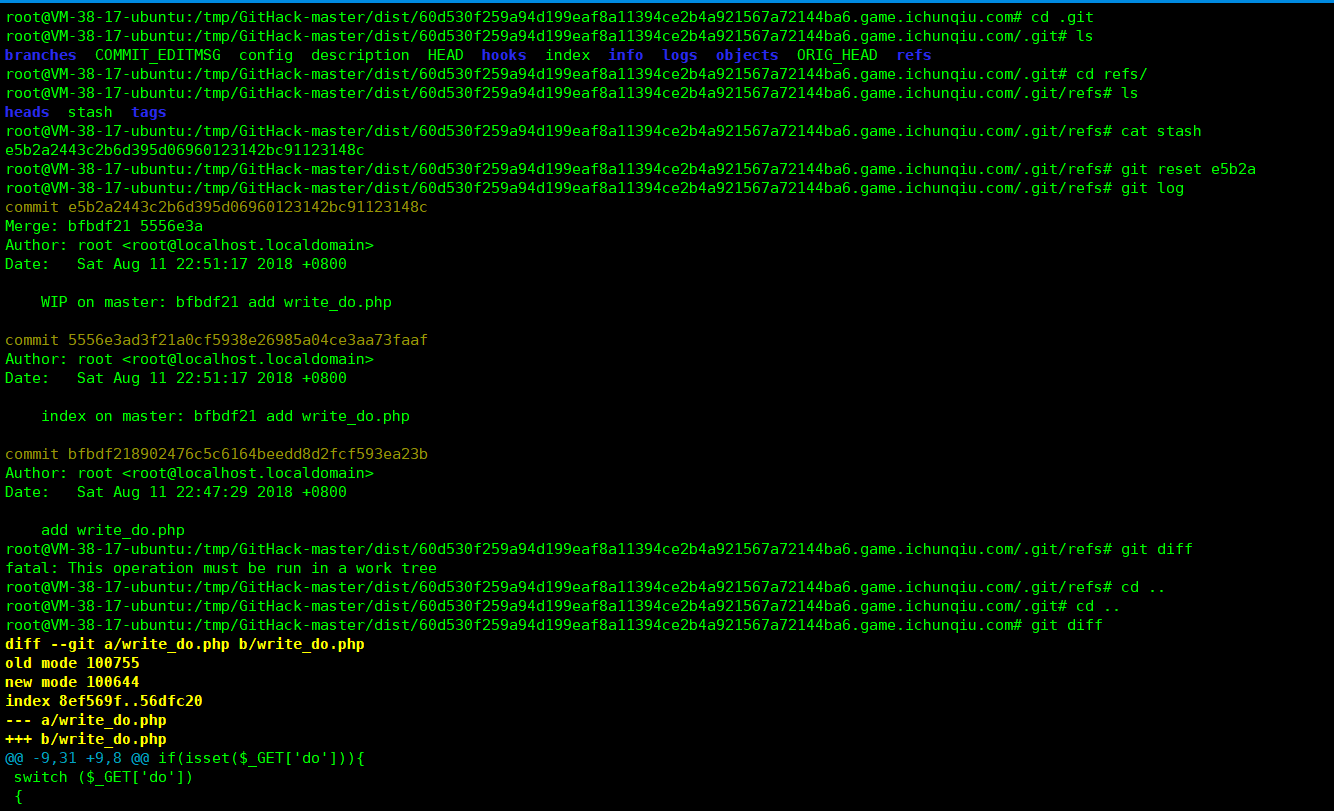 root@VM-38-17-ubuntu:/tmp/GitHack-master/dist/60d530f259a94d199eaf8a11394ce2b4a921567a72144ba6.game.ichunqiu.com# cd .git
root@VM-38-17-ubuntu:/tmp/GitHack-master/dist/60d530f259a94d199eaf8a11394ce2b4a921567a72144ba6.game.ichunqiu.com/.git# ls
branches  COMMIT_EDITMSG  config  description  HEAD  hooks  index  info  logs  objects  ORIG_HEAD  refs
root@VM-38-17-ubuntu:/tmp/GitHack-master/dist/60d530f259a94d199eaf8a11394ce2b4a921567a72144ba6.game.ichunqiu.com/.git# cd refs/
root@VM-38-17-ubuntu:/tmp/GitHack-master/dist/60d530f259a94d199eaf8a11394ce2b4a921567a72144ba6.game.ichunqiu.com/.git/refs# ls
heads  stash  tags
root@VM-38-17-ubuntu:/tmp/GitHack-master/dist/60d530f259a94d199eaf8a11394ce2b4a921567a72144ba6.game.ichunqiu.com/.git/refs# cat stash
e5b2a2443c2b6d395d06960123142bc91123148c
root@VM-38-17-ubuntu:/tmp/GitHack-master/dist/60d530f259a94d199eaf8a11394ce2b4a921567a72144ba6.game.ichunqiu.com/.git/refs# git reset e5b2a
root@VM-38-17-ubuntu:/tmp/GitHack-master/dist/60d530f259a94d199eaf8a11394ce2b4a921567a72144ba6.game.ichunqiu.com/.git/refs# git log
commit e5b2a2443c2b6d395d06960123142bc91123148c
Merge: bfbdf21 5556e3a
Author: root <root@localhost.localdomain>
Date:   Sat Aug 11 22:51:17 2018 +0800
    WIP on master: bfbdf21 add write_do.php
commit 5556e3ad3f21a0cf5938e26985a04ce3aa73faaf
Author: root <root@localhost.localdomain>
Date:   Sat Aug 11 22:51:17 2018 +0800
    index on master: bfbdf21 add write_do.php
commit bfbdf218902476c5c6164beedd8d2fcf593ea23b
Author: root <root@localhost.localdomain>
Date:   Sat Aug 11 22:47:29 2018 +0800
    add write_do.php
root@VM-38-17-ubuntu:/tmp/GitHack-master/dist/60d530f259a94d199eaf8a11394ce2b4a921567a72144ba6.game.ichunqiu.com/.git/refs# git diff
fatal: This operation must be run in a work tree
root@VM-38-17-ubuntu:/tmp/GitHack-master/dist/60d530f259a94d199eaf8a11394ce2b4a921567a72144ba6.game.ichunqiu.com/.git/refs# cd ..
root@VM-38-17-ubuntu:/tmp/GitHack-master/dist/60d530f259a94d199eaf8a11394ce2b4a921567a72144ba6.game.ichunqiu.com/.git# cd ..
root@VM-38-17-ubuntu:/tmp/GitHack-master/dist/60d530f259a94d199eaf8a11394ce2b4a921567a72144ba6.game.ichunqiu.com# git diff
diff --git a/write_do.php b/write_do.php
old mode 100755
new mode 100644
index 8ef569f..56dfc20
--- a/write_do.php
+++ b/write_do.php
@@ -9,31 +9,8 @@ if(isset($_GET['do'])){
 switch ($_GET['do'])
 {